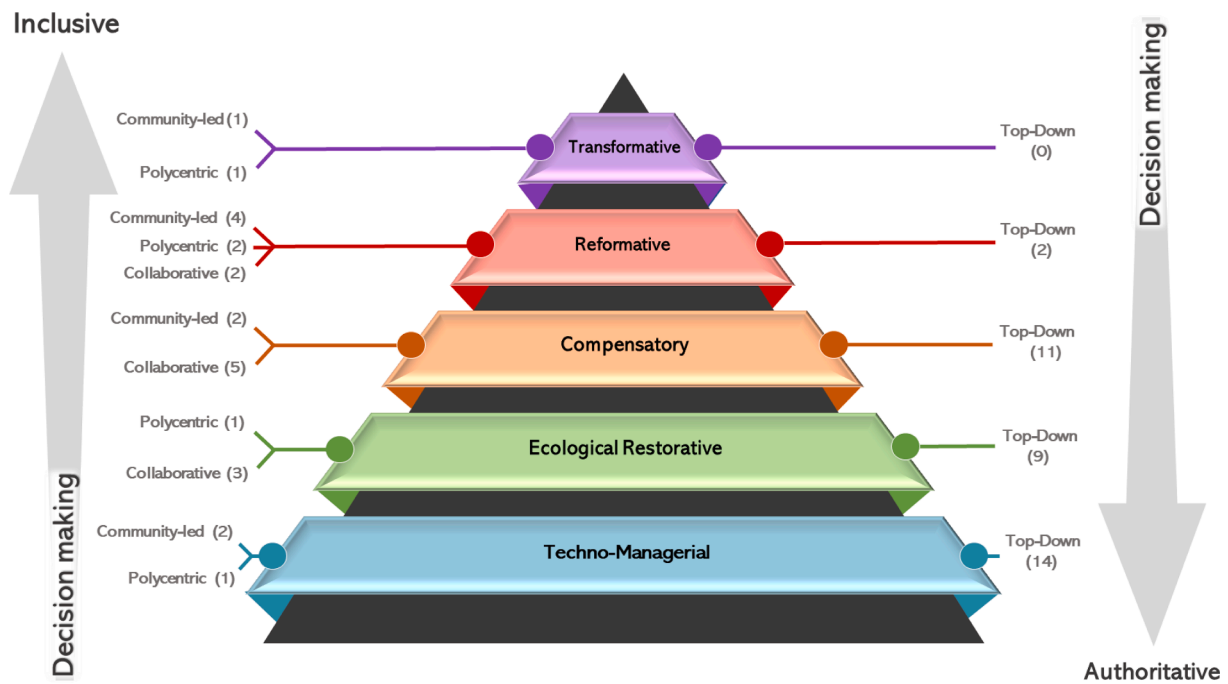 Inclusive
Decision making
Community-led (1)
Polycentric (1)
Transformative
Top-Down
(0)
Community-led (4)
Polycentric (2)
Collaborative (2)
Reformative
Top-Down
(2)
Community-led (2)
Collaborative (5)
Compensatory
Top-Down
(11)
Polycentric (1)
Collaborative (3)
Ecological Restorative
Top-Down
(9)
Community-led (2)
Polycentric (1)
Techno-Managerial
Top-Down
(14)
Decision making
Authoritative